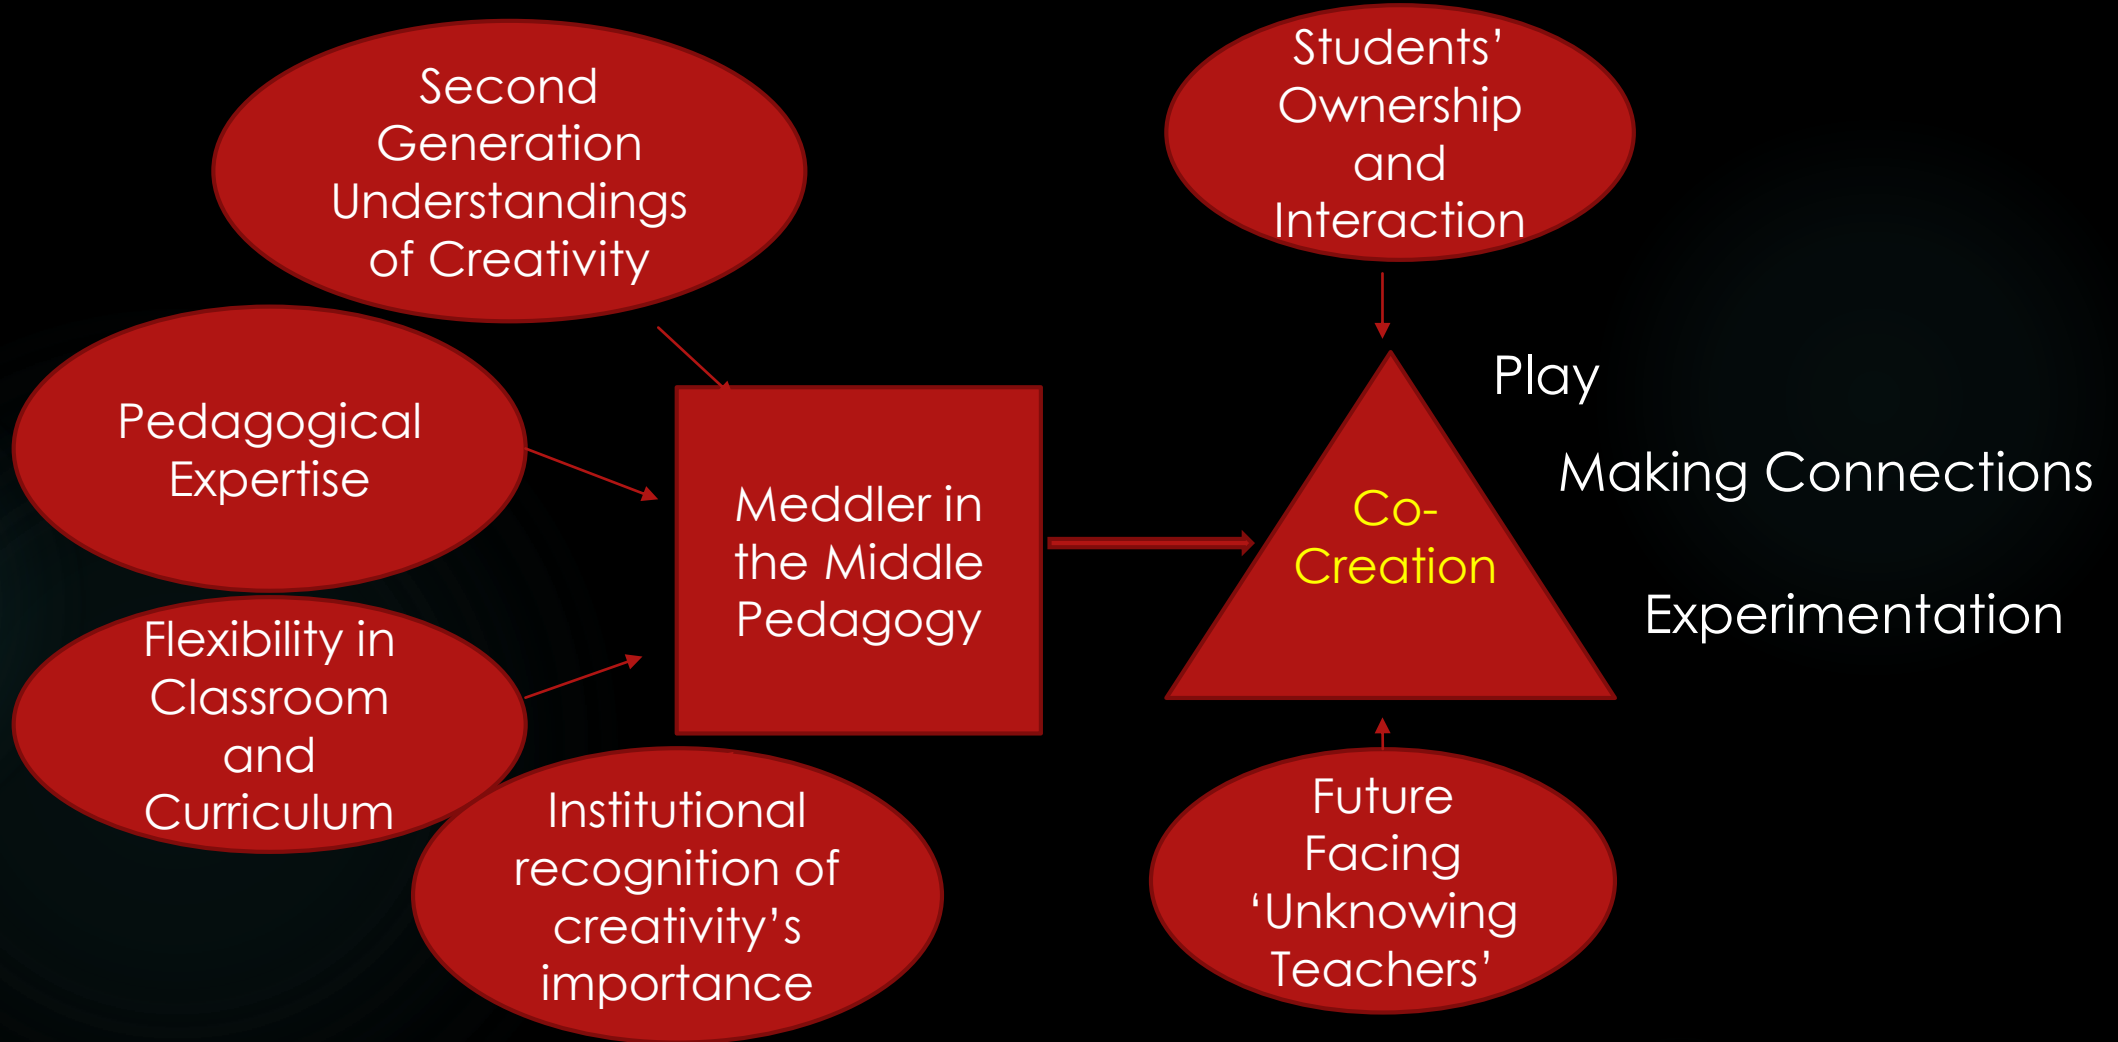 Second
Generation
Understandings
of Creativity
Students’
Ownership
and
Interaction
Pedagogical
Expertise
Flexibility in
Classroom
and
Curriculum
Institutional
recognition of
creativity’s
importance
Meddler in
the Middle
Pedagogy
Co-
Creation
Play
Making Connections
Experimentation
Future
Facing
‘Unknowing
Teachers’